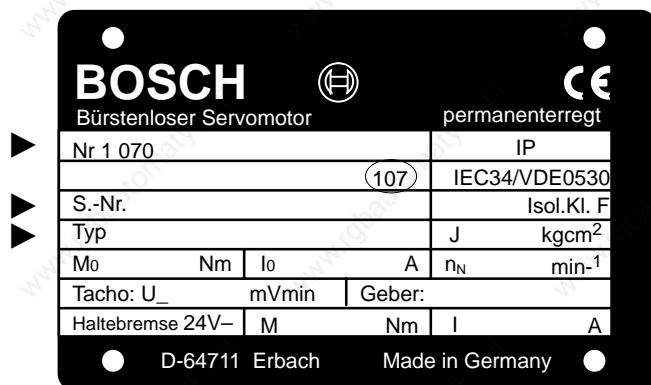 BOSCH CE
Bürstenloser Servomotor permanenterregt
Nr 1 070 IP
107 IEC34/VDE0530
S.-Nr. Isol.Kl. F
Typ J kgcm²
M0 Nm I0 A nN min-¹
Tacho: U_ mVmin Geber:
Haltebremse 24V– M Nm I A
D-64711 Erbach Made in Germany